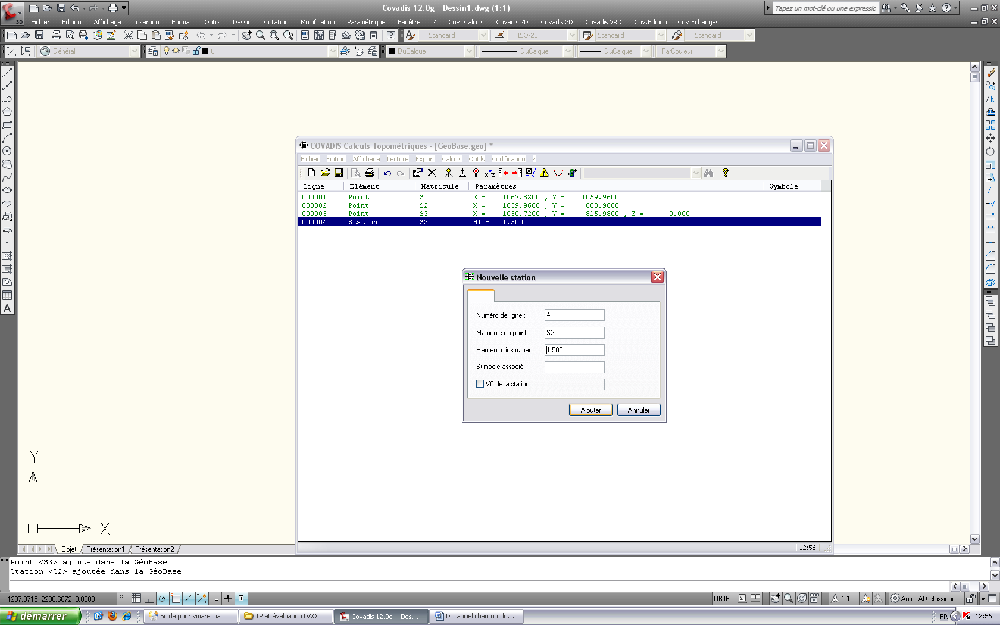 Covadis 12.0g Dessin1.dwg (1:1)
Tapez un mot-clé ou une expressio
3D
Fichier Edition Affichage Insertion Format Outils Dessin Cotation Modification Paramétrique Fenêtre ? Cov. Calculs Covadis 2D Covadis 3D Covadis VRD Cov.Edition Cov.Echanges
Standard ISO-25 Standard Standard
Général 0 DuCalque DuCalque DuCalque ParCouleur
COVADIS Calculs Topométriques - [GeoBase.geo] *
Fichier Edition Affichage Lecture Export Calculs Outils Codification ?
XYZ
Ligne Elément Matricule Paramètres Symbole
000001 Point S1 X = 1067.8200 , Y = 1059.9600
000002 Point S2 X = 1059.9600 , Y = 800.9600
000003 Point S3 X = 1050.7200 , Y = 815.9800 , Z = 0.000
000004 Station S2 HI = 1.500
Nouvelle station
Numéro de ligne : 4
Matricule du point : S2
Hauteur d'instrument : 1.500
Symbole associé :
V0 de la station :
Ajouter Annuler
A
Y
X
12:56
Objet Présentation1 Présentation2
Point <S3> ajouté dans la GéoBase
Station <S2> ajoutée dans la GéoBase
1287.3715, 2236.6872, 0.0000
OBJET 1:1 AutoCAD classique
démarrer Solde pour vmarechal TP et évaluation DAO Covadis 12.0g - [Des... Dictaticiel chardon.do... FR 12:56